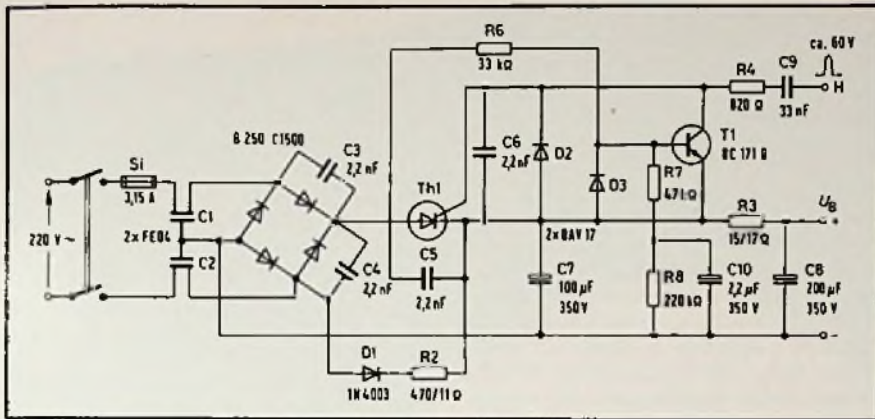 R6
33 kΩ
ca. 60 V
R4
C9
H
820 Ω
33 nF
B 250 C1500
C3
2,2 nF
C6
2,2 nF
D2
T1
BC 171 B
Si
3,15 A
Th1
D3
R7
47 1Ω
C1
220 V ~
2x FE04
C2
R3
U_B
+
15/17Ω
2x BAV 17
C4
2,2 nF
C5
2,2 nF
C7
100 µF
350 V
R8
220 kΩ
C10
2,2 µF
350 V
C8
200 µF
350 V
-
D1
R2
1N 4003
470/11 Ω